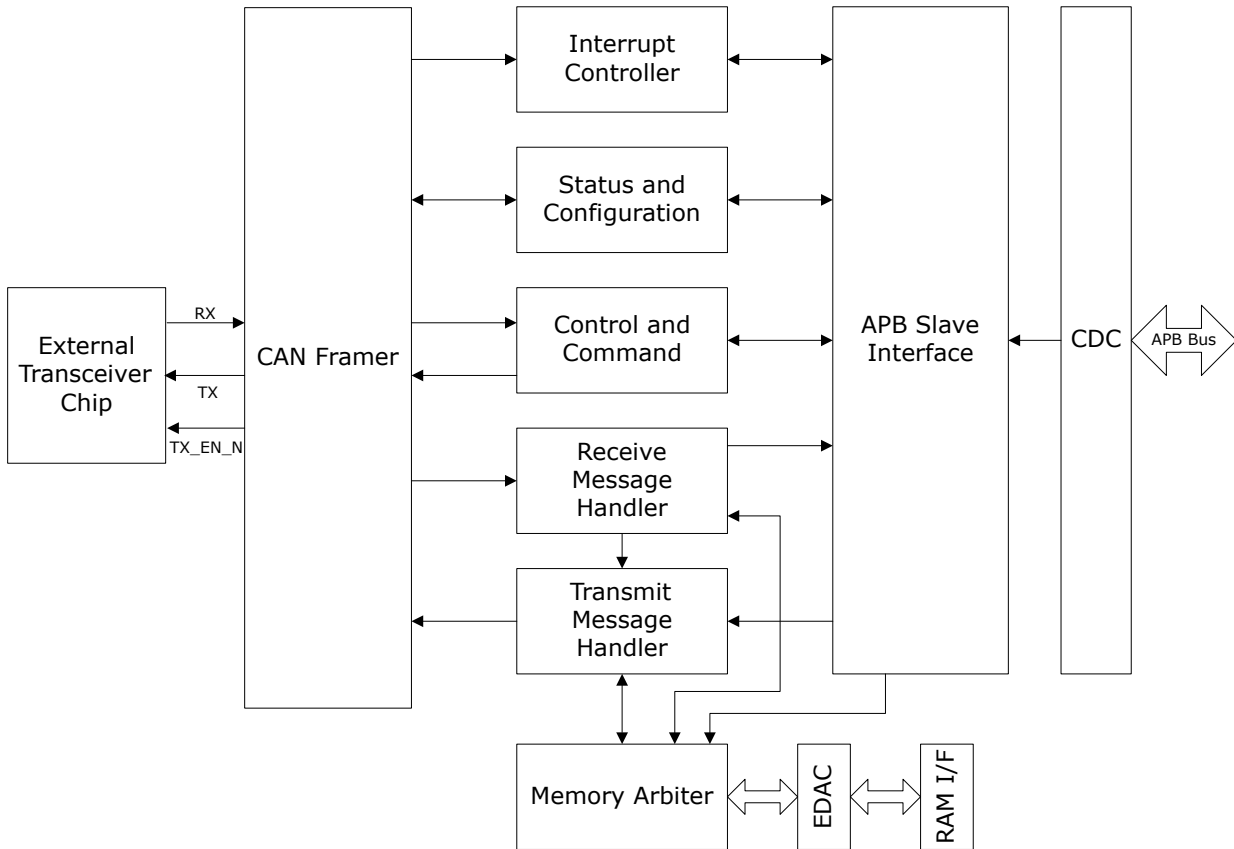 Interrupt
Controller
Status and
Configuration
External
Transceiver
Chip
RX
TX
TX_EN_N
CAN Framer
Control and
Command
APB Slave
Interface
CDC
APB Bus
Receive
Message
Handler
Transmit
Message
Handler
Memory Arbiter
EDAC
RAM I/F